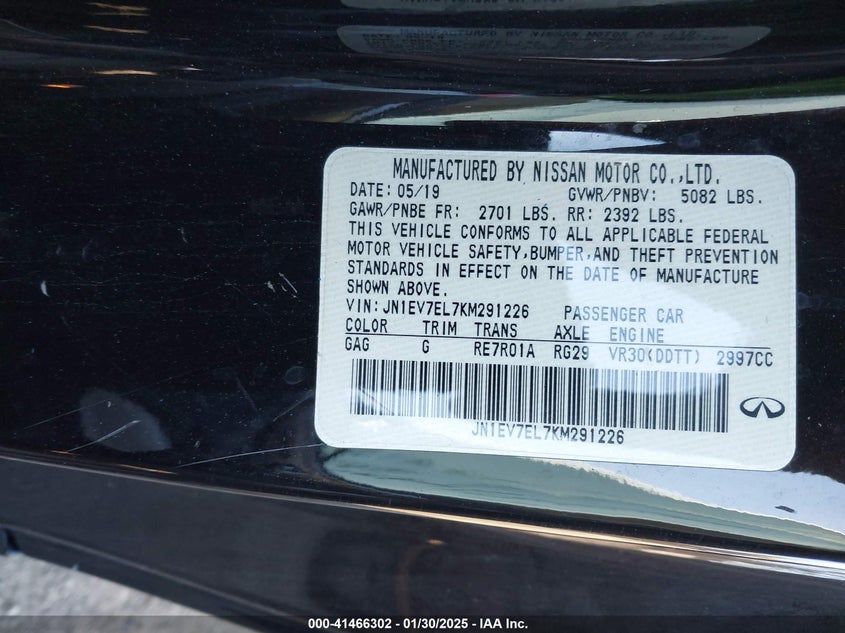 MANUFACTURED BY NISSAN MOTOR CO.,LTD.
DATE: 05/19 GVWR/PNBV: 5082 LBS.
GAWR/PNBE FR: 2701 LBS. RR: 2392 LBS.
THIS VEHICLE CONFORMS TO ALL APPLICABLE FEDERAL
MOTOR VEHICLE SAFETY,BUMPER,AND THEFT PREVENTION
STANDARDS IN EFFECT ON THE DATE OF MANUFACTURE
SHOWN ABOVE.
VIN:JN1EV7EL7KM291226 PASSENGER CAR
COLOR TRIM TRANS AXLE ENGINE
GAG G RE7R01A RG29 VR30(DDTT) 2997CC
JN1EV7EL7KM291226
000-41466302 / 01/30/2025 / IAA Inc.